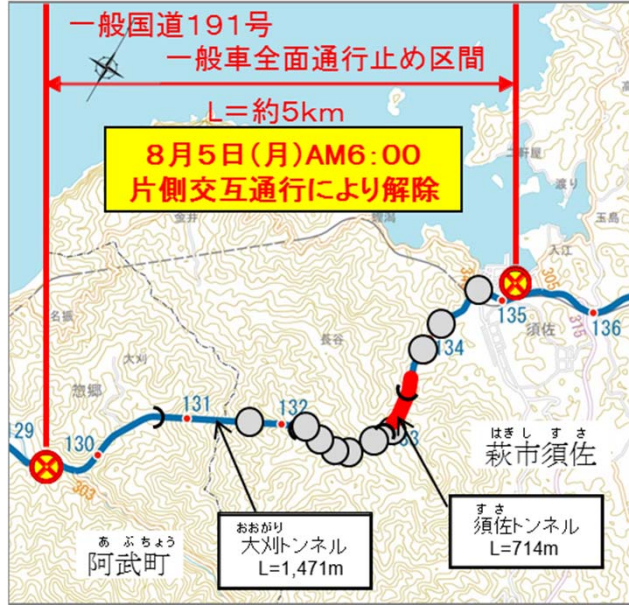 一般国道191号
一般車全面通行止め区間
L=約5km
8月5日(月)AM6:00
片側交互通行により解除
二軒屋
渡り
玉島
入江
金井
305
135
須佐
315
136
名振
大刈
惣郷
長谷
134
129
130
131
132
303
はぎし すさ
萩市須佐
あぶちょう
阿武町
おおがり
大刈トンネル
L=1,471m
すさ
須佐トンネル
L=714m